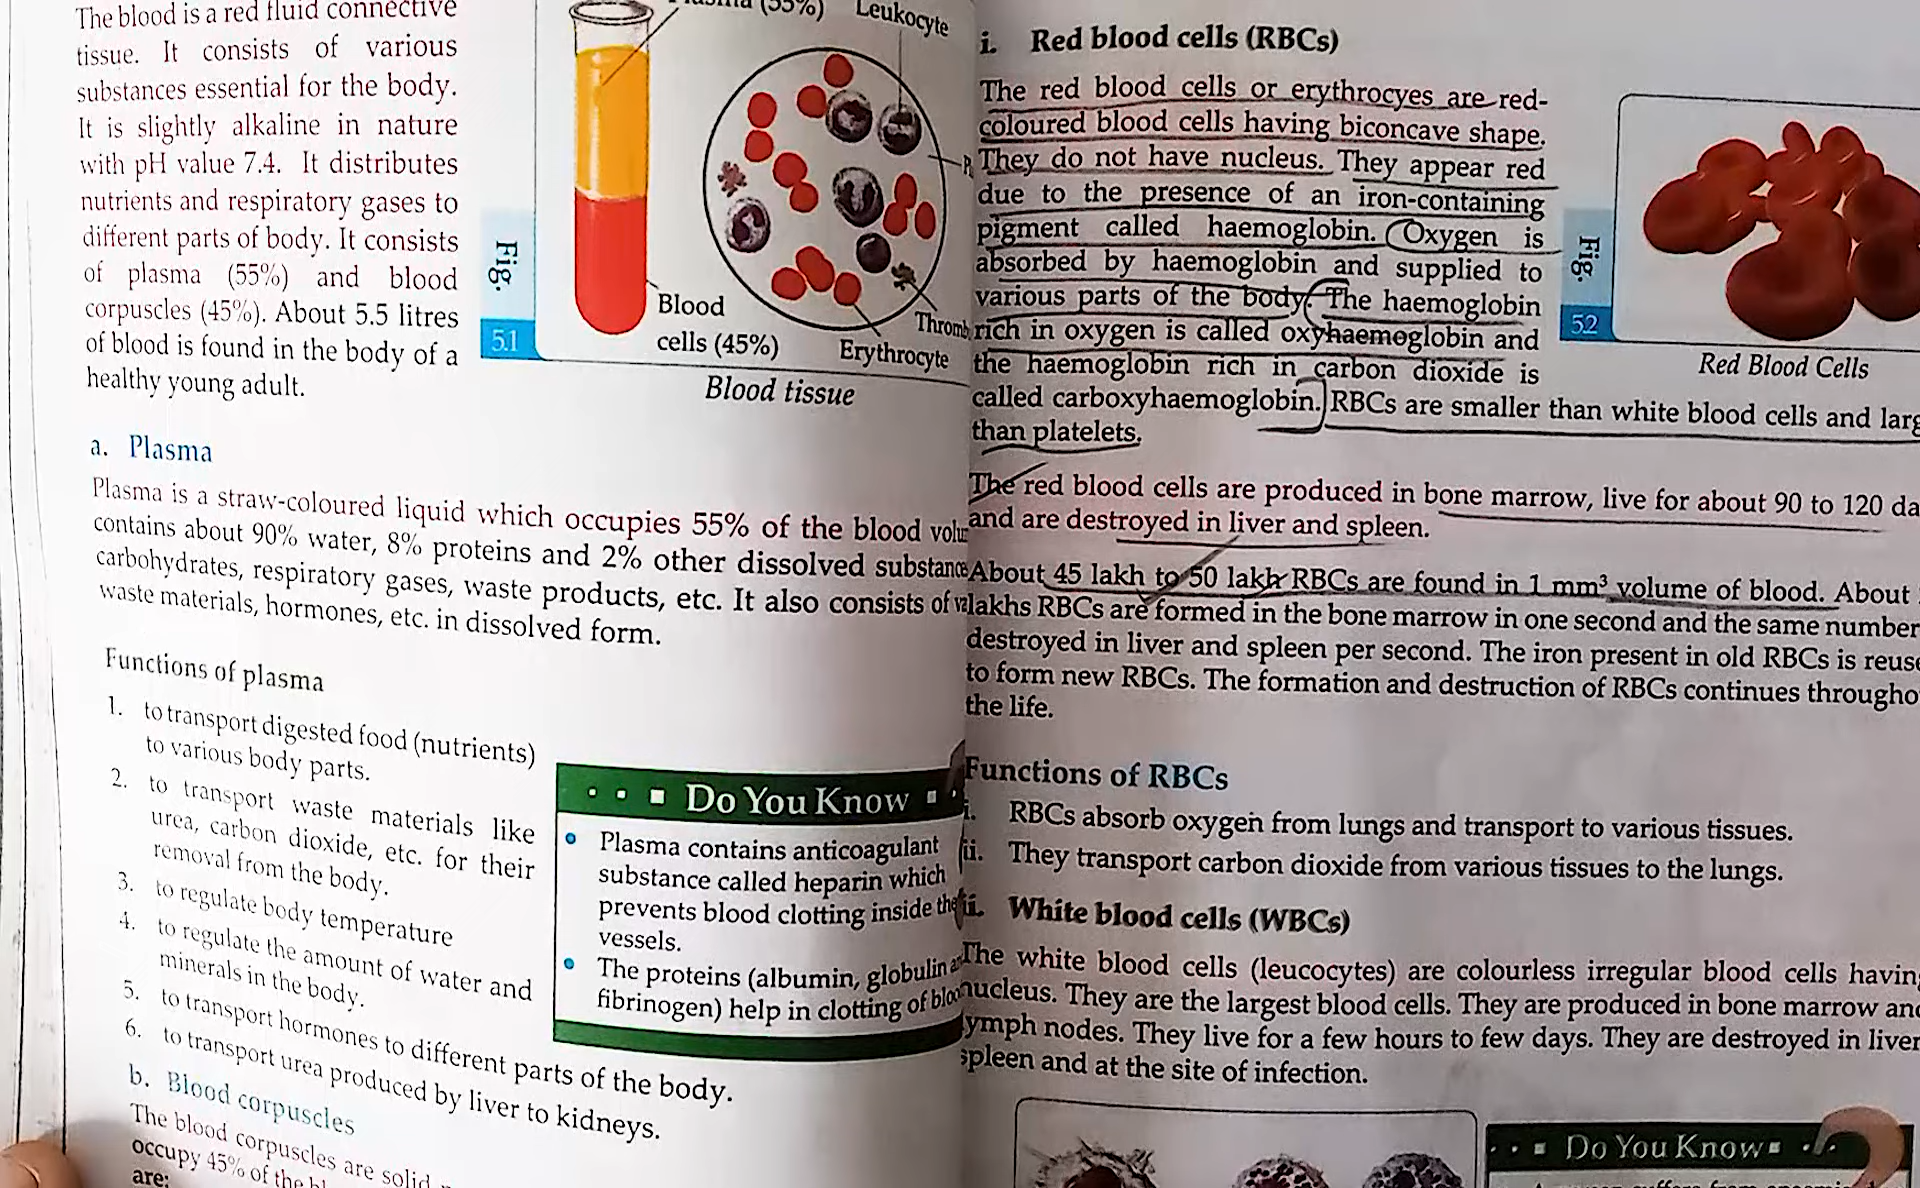 The blood is a red fluid connective
tissue. It consists of various
substances essential for the body.
It is slightly alkaline in nature
with pH value 7.4. It distributes
nutrients and respiratory gases to
different parts of body. It consists
of plasma (55%) and blood
corpuscles (45%). About 5.5 litres
of blood is found in the body of a
healthy young adult.
Fig.
5.1
(55%)
Leukocyte
Blood
cells (45%)
Erythrocyte
Blood tissue
a. Plasma
Plasma is a straw-coloured liquid which occupies 55% of the blood
contains about 90% water, 8% proteins and 2% other dissolved
carbohydrates, respiratory gases, waste products, etc. It also consists of
waste materials, hormones, etc. in dissolved form.
Functions of plasma
1. to transport digested food (nutrients)
to various body parts.
2. to transport waste materials like
urea, carbon dioxide, etc. for their
removal from the body.
3. to regulate body temperature
4. to regulate the amount of water and
minerals in the body.
5. to transport hormones to different parts of the body.
6. to transport urea produced by liver to kidneys.
Do You Know
Plasma contains anticoagulant
substance called heparin which
prevents blood clotting inside the
vessels.
The proteins (albumin, globulin
fibrinogen) help in clotting of
b. Blood corpuscles
The blood corpuscles are solid
occupy 45% of the
are:
i. Red blood cells (RBCs)
The red blood cells or erythrocyes are red-
coloured blood cells having biconcave shape.
They do not have nucleus. They appear red
due to the presence of an iron-containing
pigment called haemoglobin. Oxygen is
absorbed by haemoglobin and supplied to
various parts of the body. The haemoglobin
rich in oxygen is called oxyhaemoglobin and
the haemoglobin rich in carbon dioxide is
called carboxyhaemoglobin. RBCs are smaller than white blood cells and
than platelets.
Fig.
5.2
Red Blood Cells
The red blood cells are produced in bone marrow, live for about 90 to 120
and are destroyed in liver and spleen.
About 45 lakh to 50 lakh RBCs are found in 1 mm³ volume of blood. About
lakhs RBCs are formed in the bone marrow in one second and the same number
destroyed in liver and spleen per second. The iron present in old RBCs is
to form new RBCs. The formation and destruction of RBCs continues
the life.
Functions of RBCs
i. RBCs absorb oxygen from lungs and transport to various tissues.
ii. They transport carbon dioxide from various tissues to the lungs.
ii. White blood cells (WBCs)
The white blood cells (leucocytes) are colourless irregular blood cells
nucleus. They are the largest blood cells. They are produced in bone marrow
nodes. They live for a few hours to few days. They are destroyed in liver
spleen and at the site of infection.
Do You Know